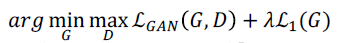 arg min_G max_D ℒ_GAN(G, D) + λℒ_1(G)